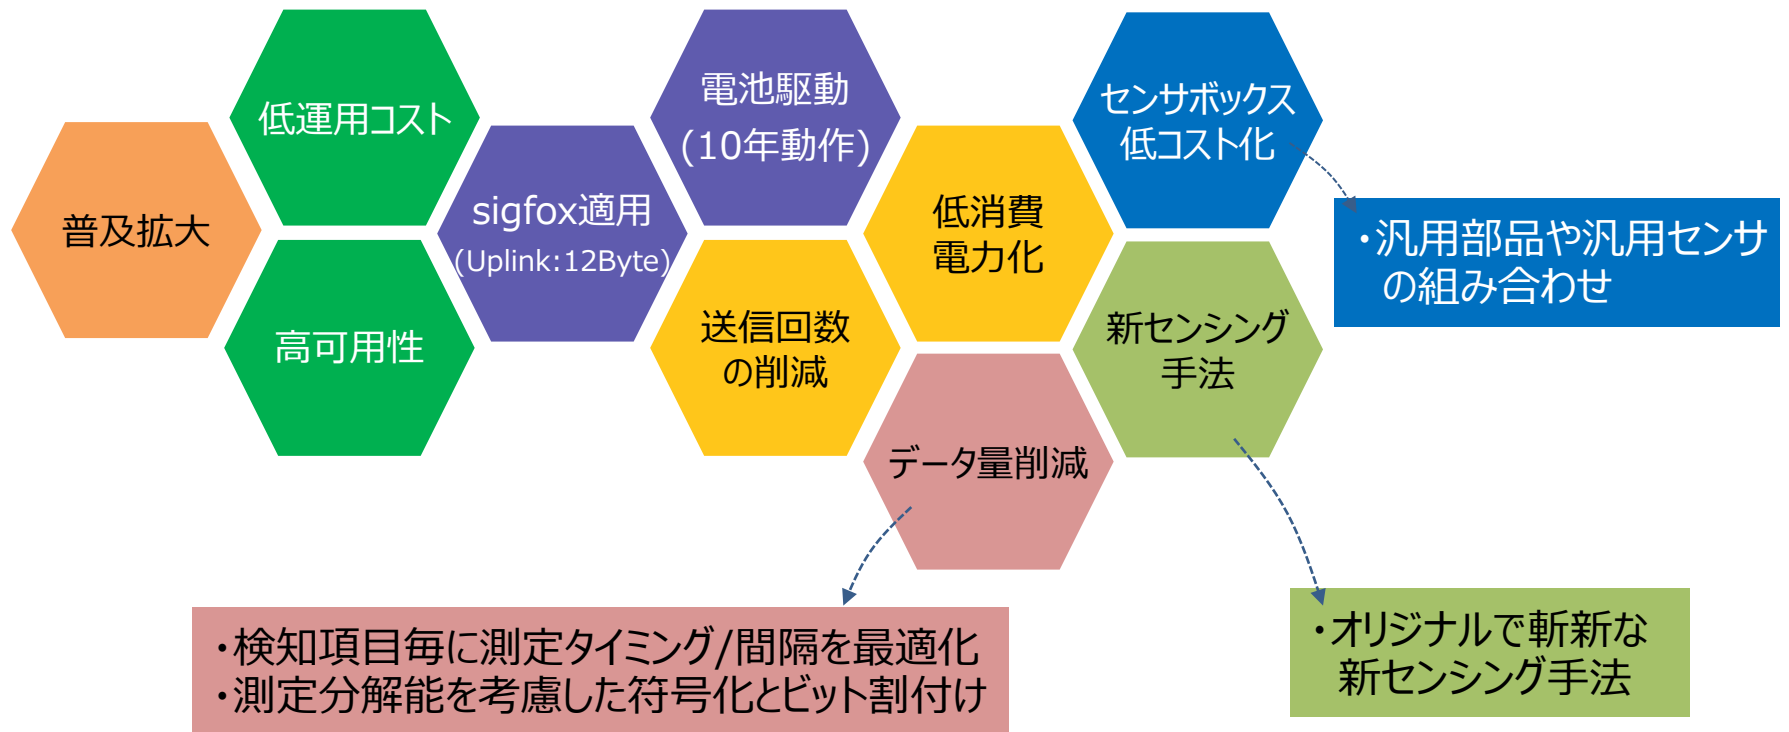 普及拡大
低運用コスト
高可用性
sigfox適用
(Uplink:12Byte)
電池駆動
(10年動作)
送信回数
の削減
低消費
電力化
データ量削減
センサボックス
低コスト化
新センシング
手法
・汎用部品や汎用センサ
の組み合わせ
・検知項目毎に測定タイミング/間隔を最適化
・測定分解能を考慮した符号化とビット割付け
・オリジナルで斬新な
新センシング手法